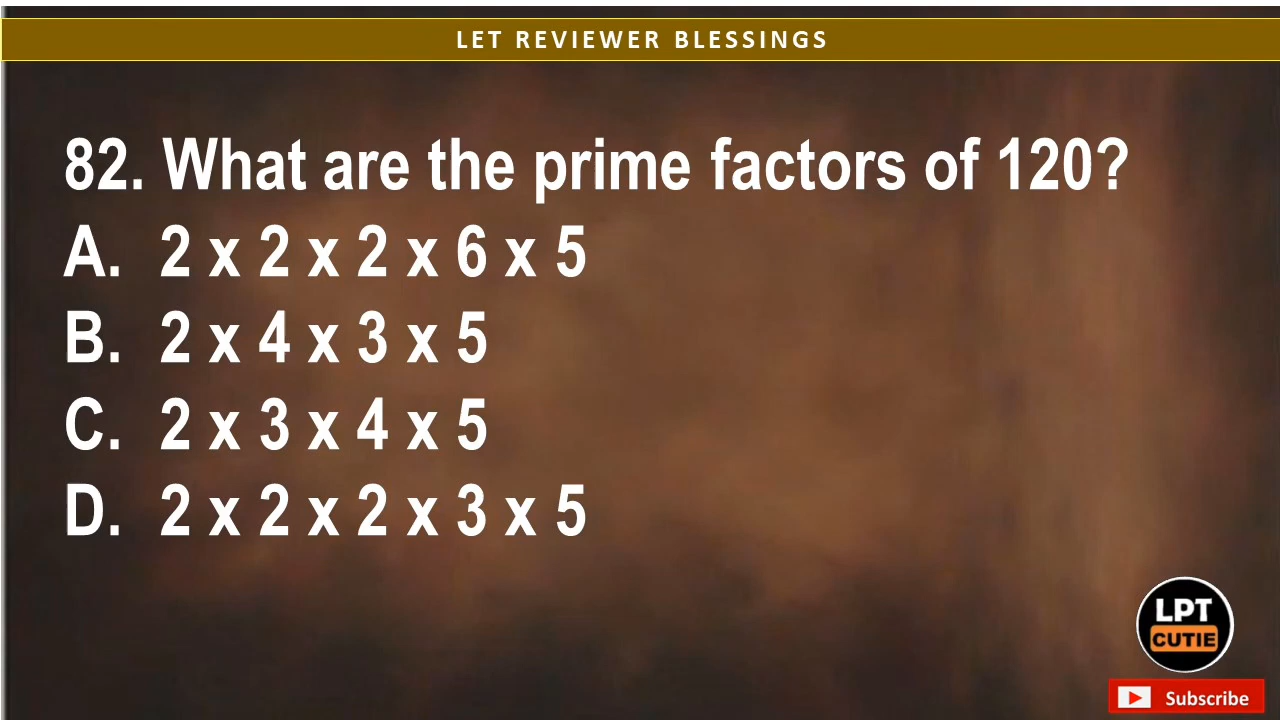 LET REVIEWER BLESSINGS
82. What are the prime factors of 120?
A. 2 x 2 x 2 x 6 x 5
B. 2 x 4 x 3 x 5
C. 2 x 3 x 4 x 5
D. 2 x 2 x 2 x 3 x 5
LPT
CUTIE
Subscribe